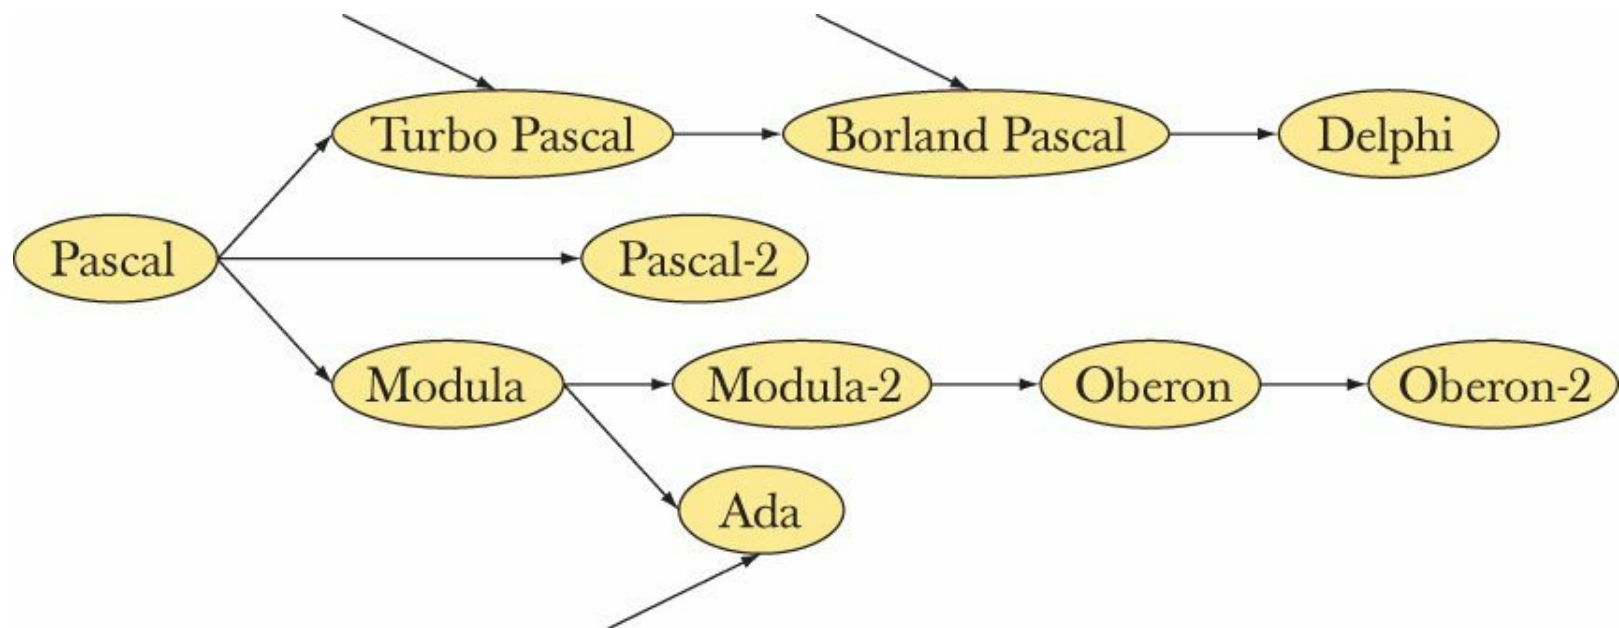 Turbo Pascal
Borland Pascal
Delphi
Pascal
Pascal-2
Modula
Modula-2
Oberon
Oberon-2
Ada